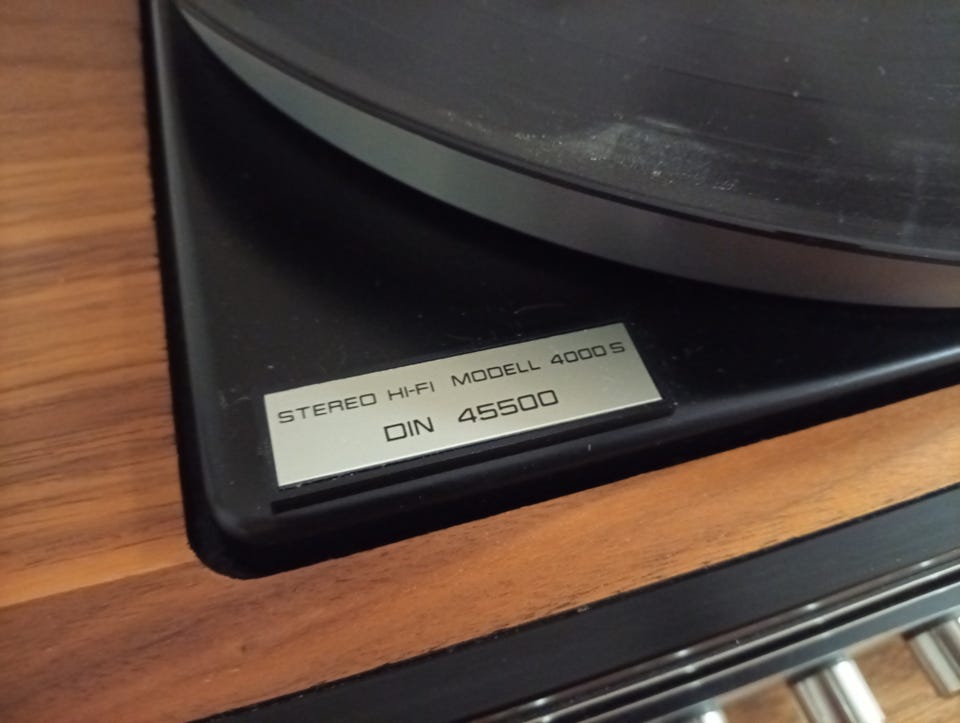 STEREO HI-FI MODELL 4000 S
DIN 45500